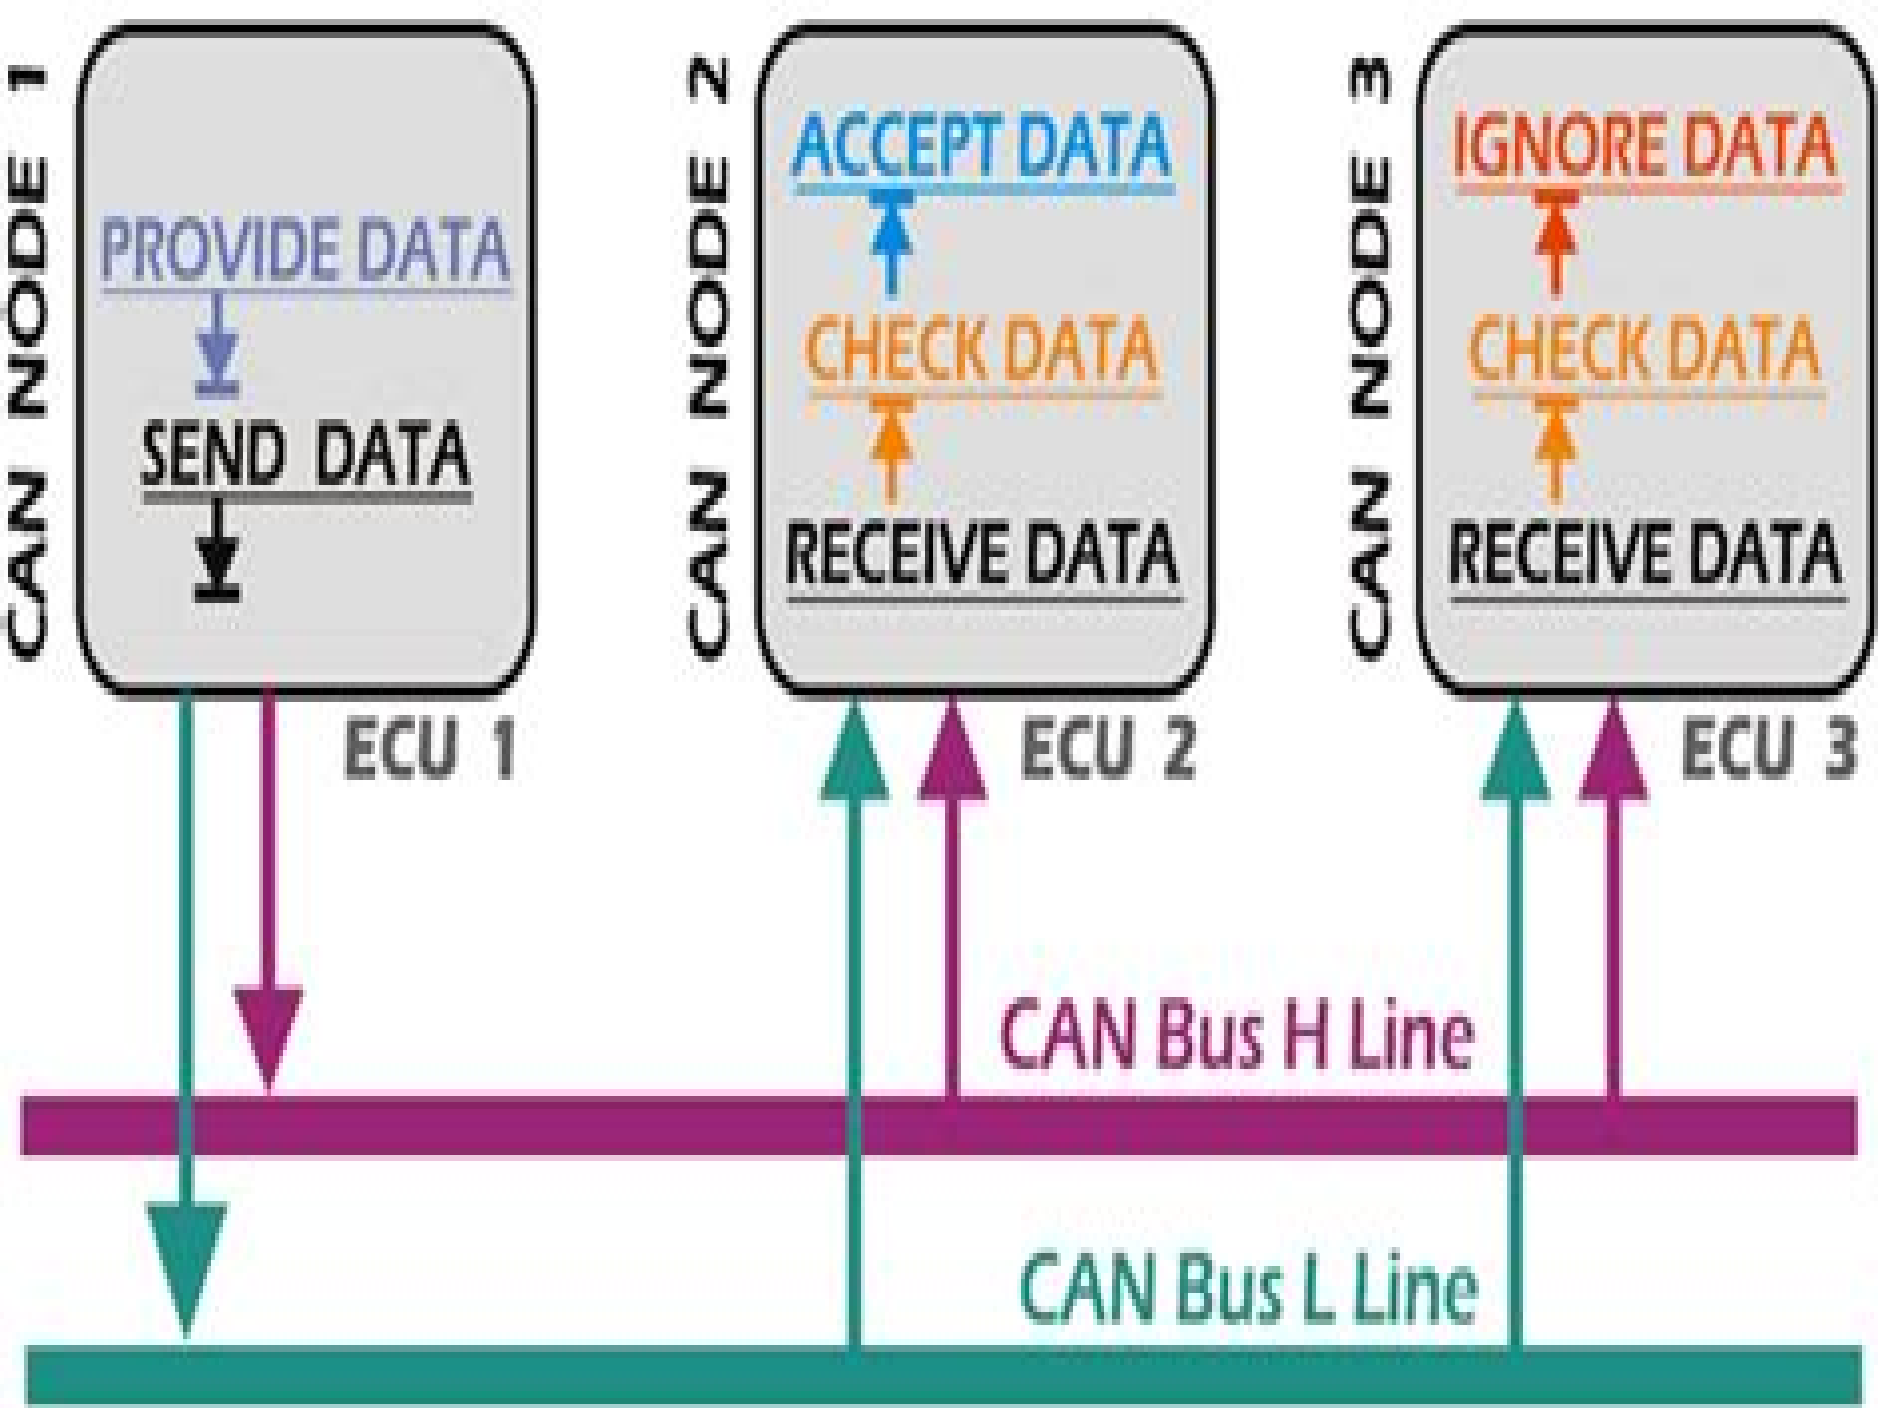 CAN NODE 1
PROVIDE DATA
SEND DATA
ECU 1
CAN NODE 2
ACCEPT DATA
CHECK DATA
RECEIVE DATA
ECU 2
CAN NODE 3
IGNORE DATA
CHECK DATA
RECEIVE DATA
ECU 3
CAN Bus H Line
CAN Bus L Line